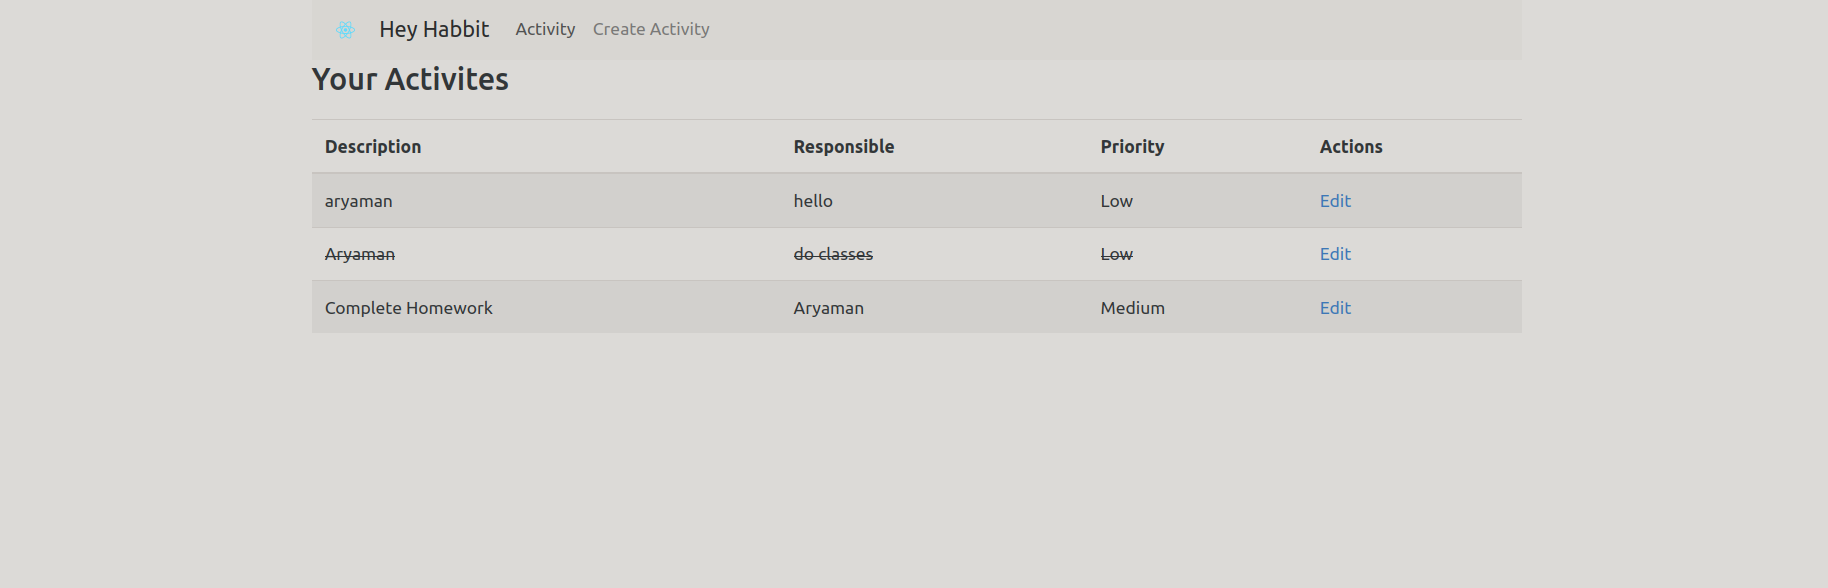 Hey Habbit Activity Create Activity
Your Activites
Description Responsible Priority Actions
aryaman hello Low Edit
Aryaman do classes Low Edit
Complete Homework Aryaman Medium Edit